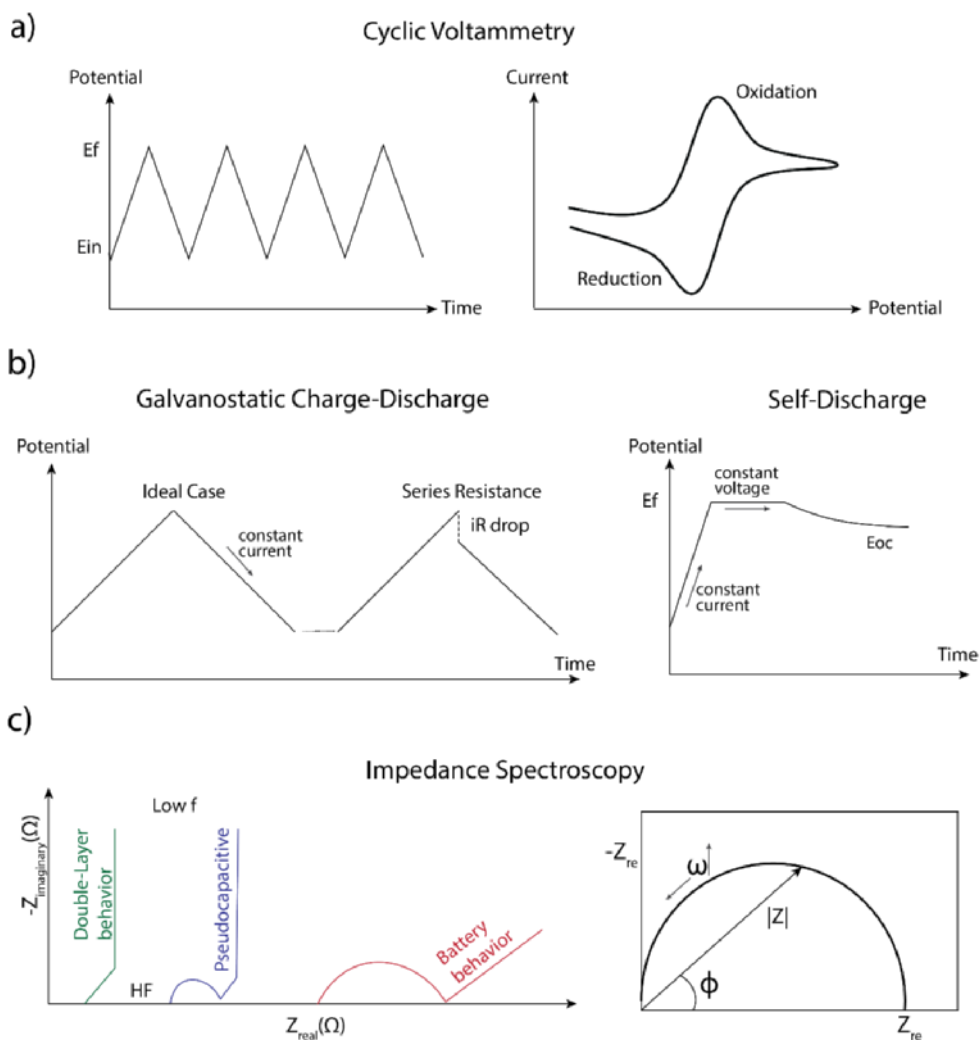 a)
Cyclic Voltammetry
Potential
Ef
Ein
Time
Current
Oxidation
Reduction
Potential
b)
Galvanostatic Charge-Discharge
Potential
Ideal Case
constant
current
Series Resistance
iR drop
Time
Self-Discharge
Potential
Ef
constant
voltage
Eoc
constant
current
Time
c)
Impedance Spectroscopy
-Zimaginary(Ω)
Low f
Double-Layer
behavior
HF
Pseudocapacitive
Battery
behavior
Zreal(Ω)
-Zre
ω
|Z|
ϕ
Zre